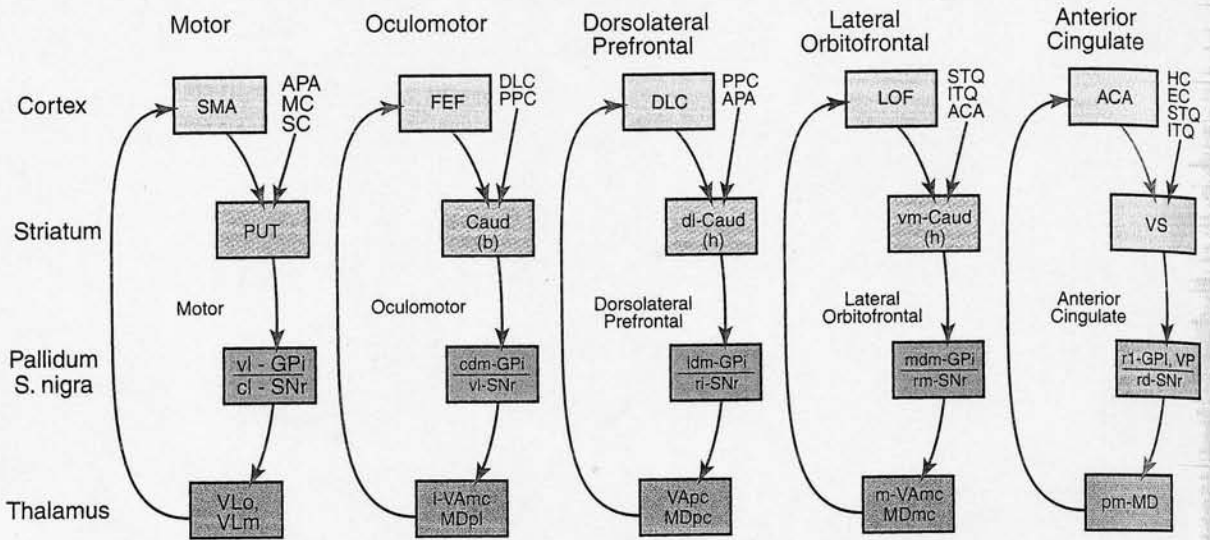 Motor
Oculomotor
Dorsolateral
Prefrontal
Lateral
Orbitofrontal
Anterior
Cingulate
Cortex
SMA
APA
MC
SC
FEF
DLC
PPC
DLC
PPC
APA
LOF
STQ
ITQ
ACA
ACA
HC
EC
STQ
ITQ
Striatum
PUT
Caud
(b)
dl-Caud
(h)
vm-Caud
(h)
VS
Motor
Oculomotor
Dorsolateral
Prefrontal
Lateral
Orbitofrontal
Anterior
Cingulate
Pallidum
S. nigra
vl - GPi
cl - SNr
cdm-GPi
vl-SNr
ldm-GPi
rl-SNr
mdm-GPi
rm-SNr
r1-GPI, VP
rd-SNr
Thalamus
VLo,
VLm
l-VAmc
MDpl
VApc
MDpc
m-VAmc
MDmc
pm-MD